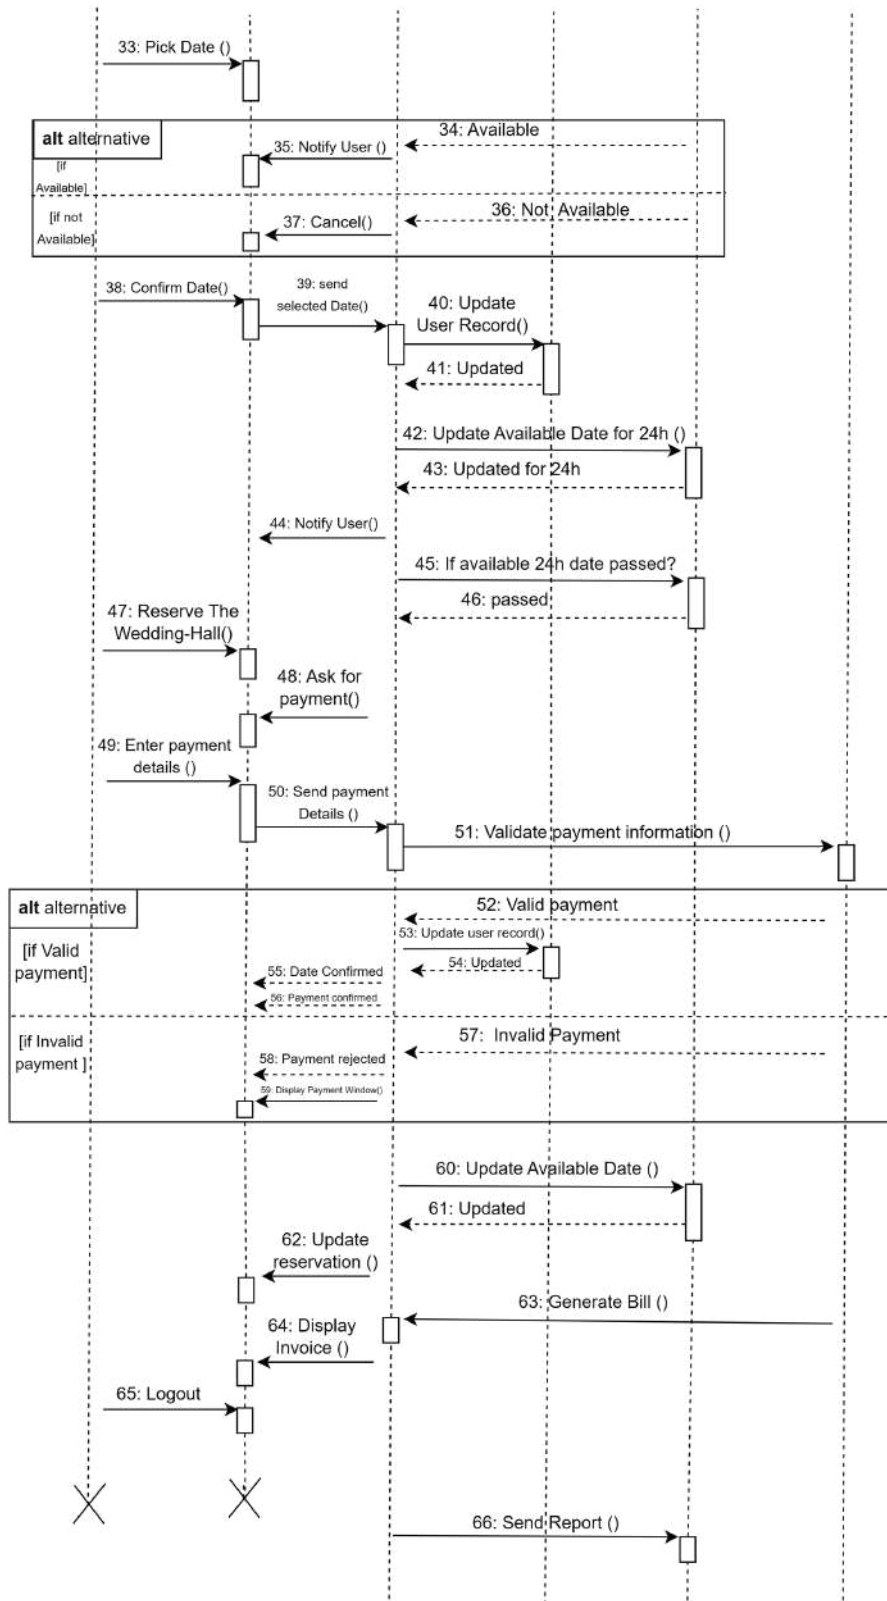 33: Pick Date ()
alt alternative
34: Available
35: Notify User ()
[if
Available]
36: Not Available
[if not
Available]
37: Cancel()
38: Confirm Date()
39: send
selected Date()
40: Update
User Record()
41: Updated
42: Update Available Date for 24h ()
43: Updated for 24h
44: Notify User()
45: If available 24h date passed?
46: passed
47: Reserve The
Wedding-Hall()
48: Ask for
payment()
49: Enter payment
details ()
50: Send payment
Details ()
51: Validate payment information ()
alt alternative
52: Valid payment
[if Valid
payment]
53: Update user record()
54: Updated
55: Date Confirmed
56: Payment confirmed
[if Invalid
payment ]
57: Invalid Payment
58: Payment rejected
59: Display Payment Window()
60: Update Available Date ()
61: Updated
62: Update
reservation ()
63: Generate Bill ()
64: Display
Invoice ()
65: Logout
66: Send Report ()